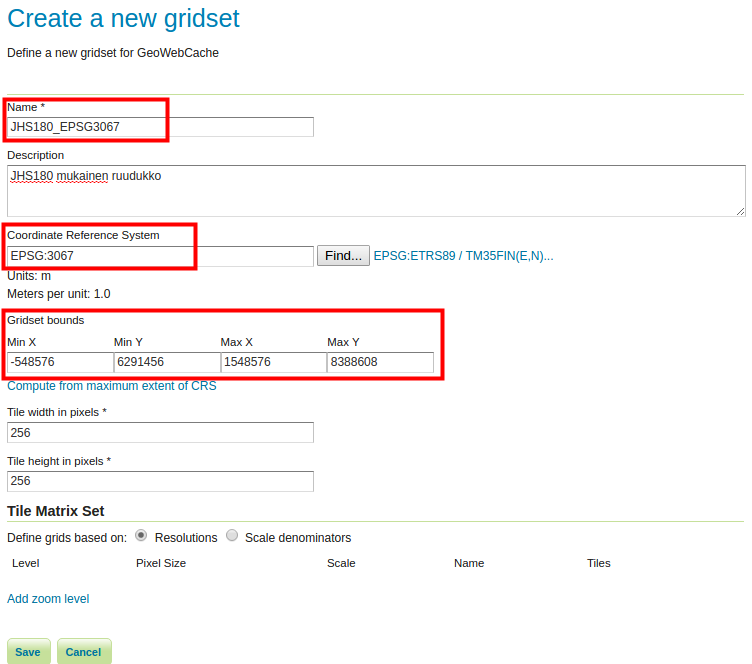 Create a new gridset
Define a new gridset for GeoWebCache
Name *
JHS180_EPSG3067
Description
JHS180 mukainen ruudukko
Coordinate Reference System
EPSG:3067 Find... EPSG:ETRS89 / TM35FIN(E,N)...
Units: m
Meters per unit: 1.0
Gridset bounds
Min X Min Y Max X Max Y
-548576 6291456 1548576 8388608
Compute from maximum extent of CRS
Tile width in pixels *
256
Tile height in pixels *
256
Tile Matrix Set
Define grids based on: Resolutions Scale denominators
Level Pixel Size Scale Name Tiles
Add zoom level
Save Cancel